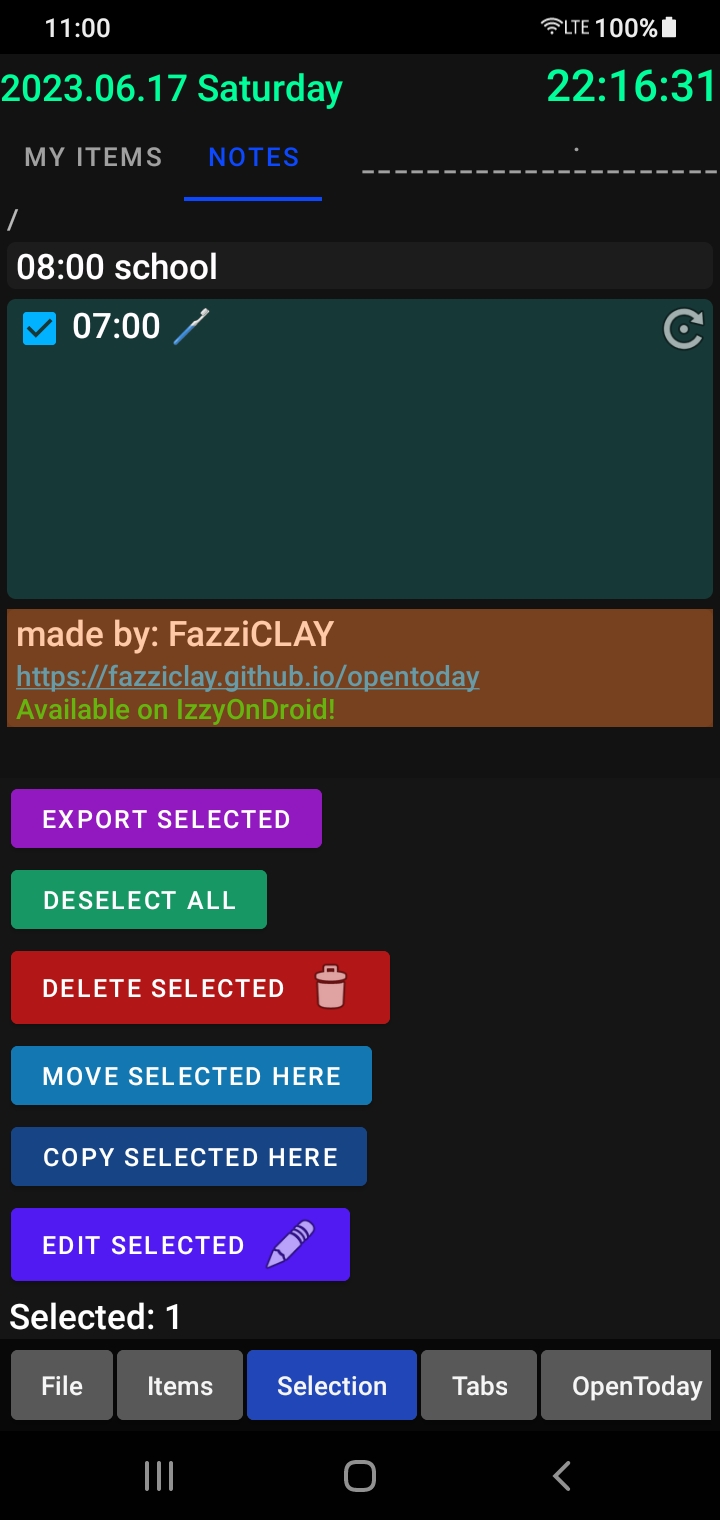 11:00 LTE 100%
2023.06.17 Saturday 22:16:31
MY ITEMS NOTES
/
08:00 school
07:00
made by: FazziCLAY
https://fazziclay.github.io/opentoday
Available on IzzyOnDroid!
EXPORT SELECTED
DESELECT ALL
DELETE SELECTED
MOVE SELECTED HERE
COPY SELECTED HERE
EDIT SELECTED
Selected: 1
File Items Selection Tabs OpenToday